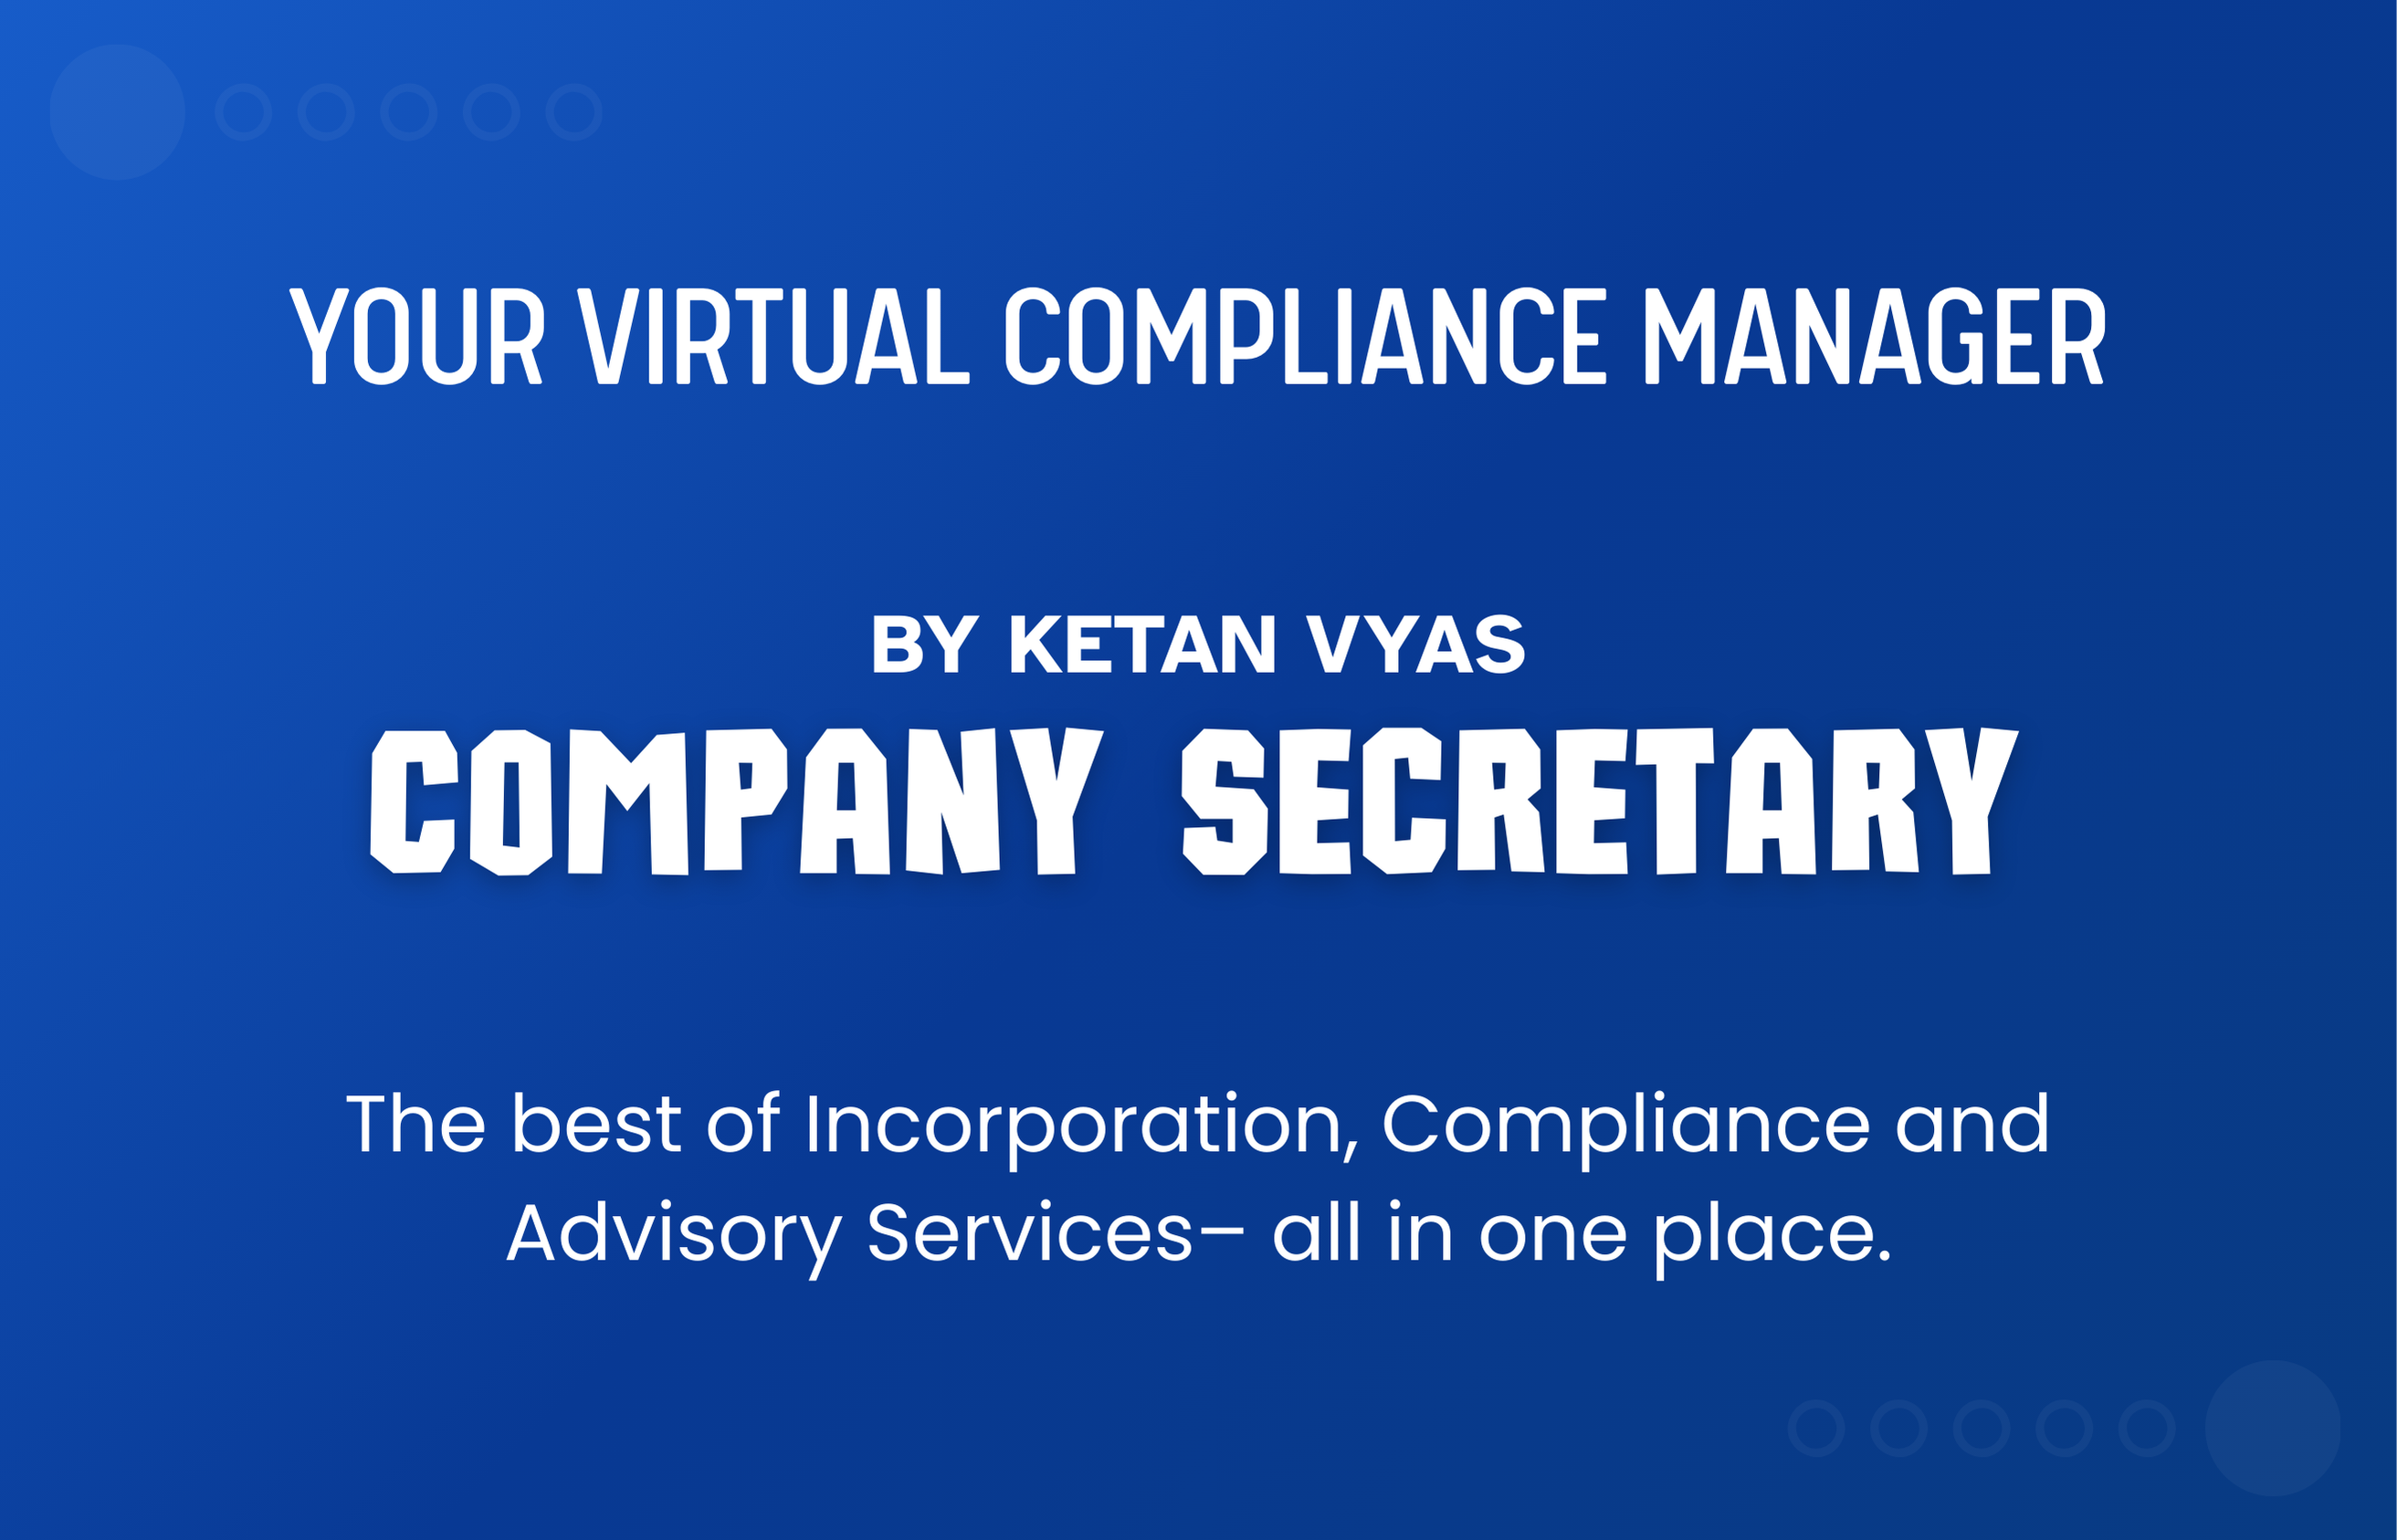 YOUR VIRTUAL COMPLIANCE MANAGER
BY KETAN VYAS
COMPANY SECRETARY
The best of Incorporation, Compliance and
Advisory Services– all in one place.